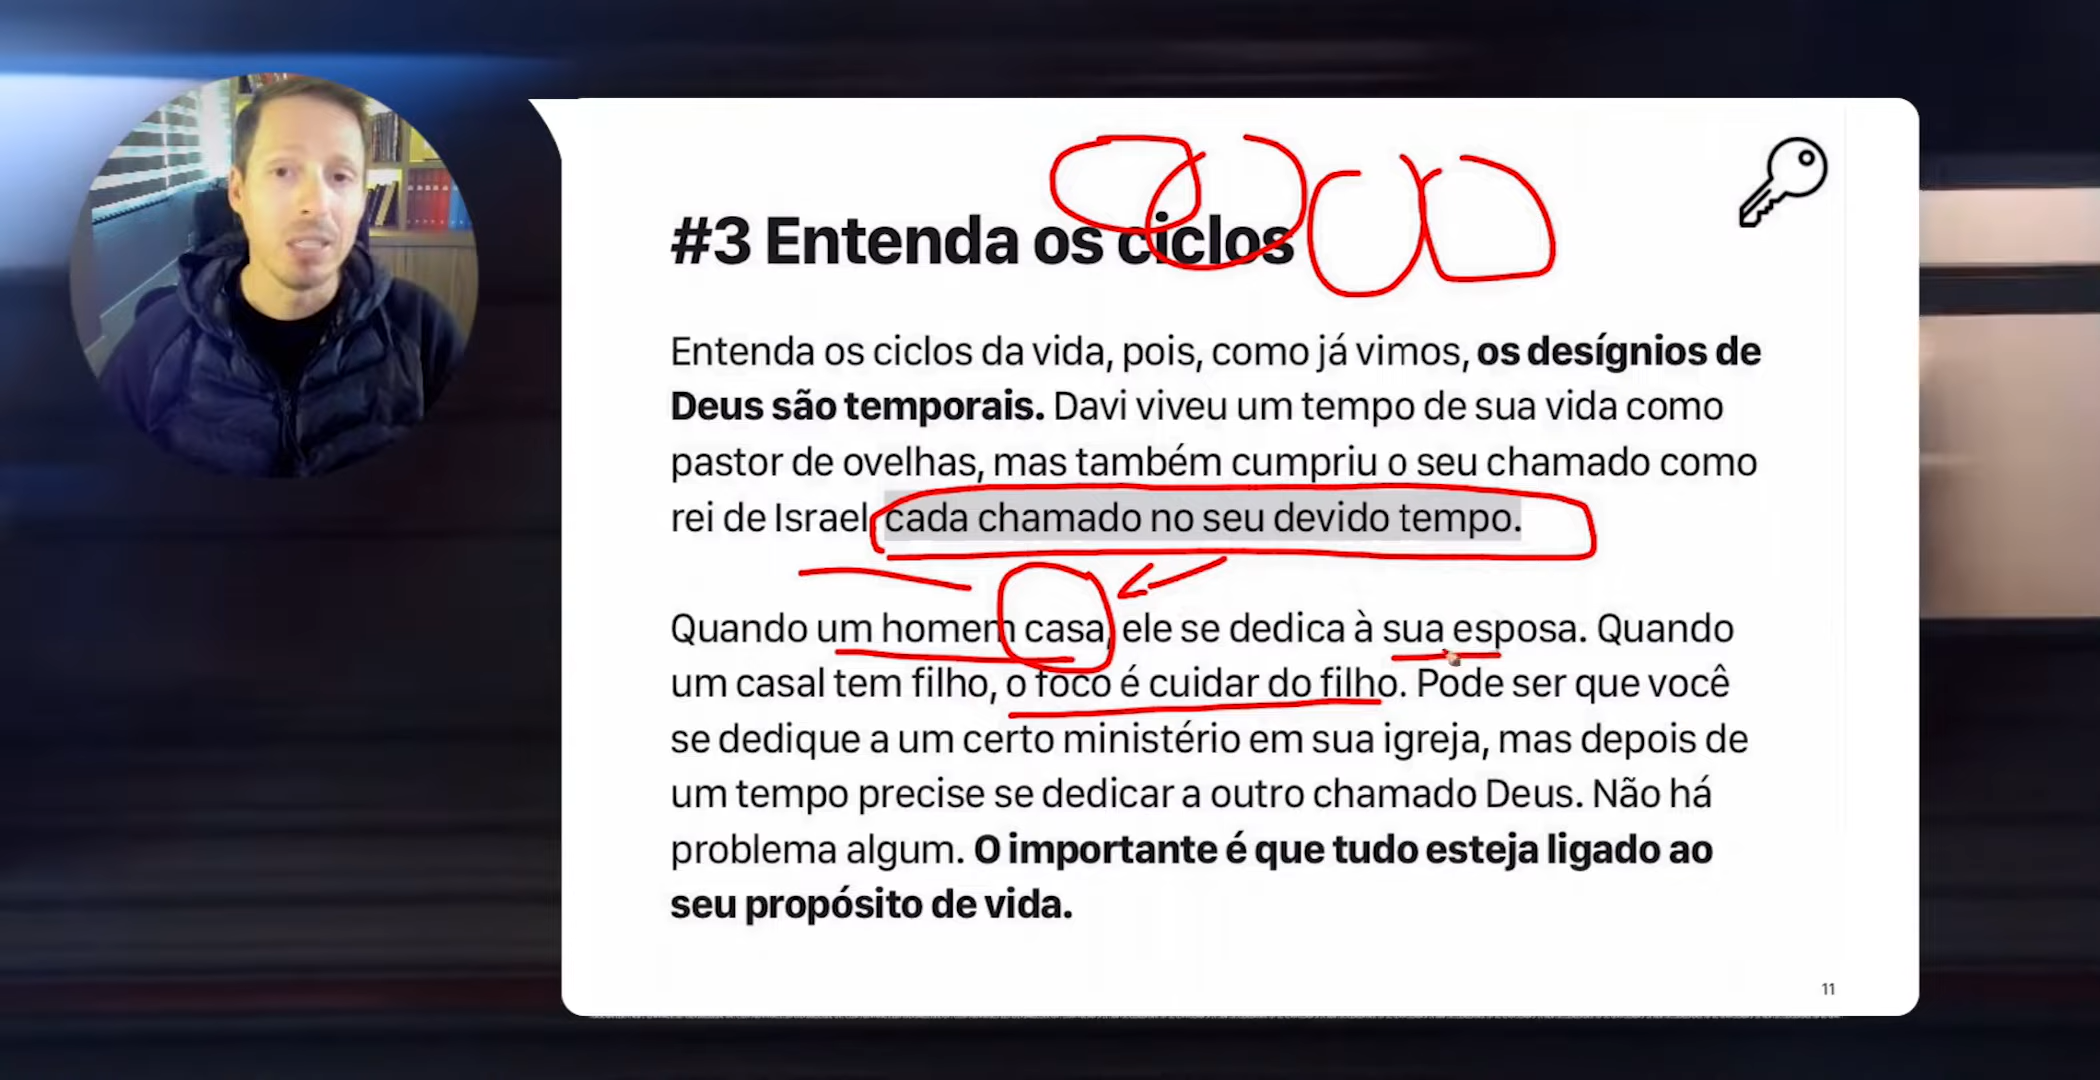 #3 Entenda os ciclos
Entenda os ciclos da vida, pois, como já vimos, os desígnios de
Deus são temporais. Davi viveu um tempo de sua vida como
pastor de ovelhas, mas também cumpriu o seu chamado como
rei de Israel, cada chamado no seu devido tempo.
Quando um homem casa, ele se dedica à sua esposa. Quando
um casal tem filho, o foco é cuidar do filho. Pode ser que você
se dedique a um certo ministério em sua igreja, mas depois de
um tempo precise se dedicar a outro chamado Deus. Não há
problema algum. O importante é que tudo esteja ligado ao
seu propósito de vida.
11